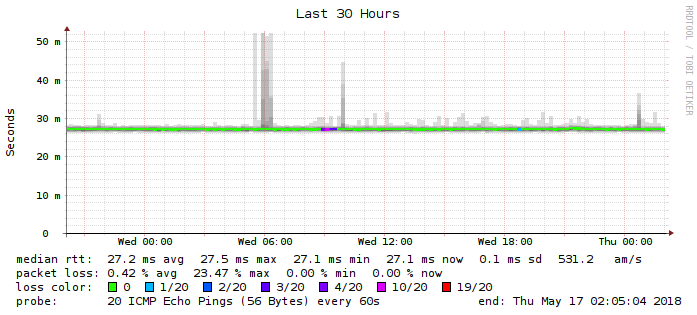 Last 30 Hours
RRDTOOL / TOBI OETIKER
Seconds
50 m
40 m
30 m
20 m
10 m
0
Wed 00:00 Wed 06:00 Wed 12:00 Wed 18:00 Thu 00:00
median rtt: 27.2 ms avg 27.5 ms max 27.1 ms min 27.1 ms now 0.1 ms sd 531.2 am/s
packet loss: 0.42 % avg 23.47 % max 0.00 % min 0.00 % now
loss color: 0 1/20 2/20 3/20 4/20 10/20 19/20
probe: 20 ICMP Echo Pings (56 Bytes) every 60s end: Thu May 17 02:05:04 2018